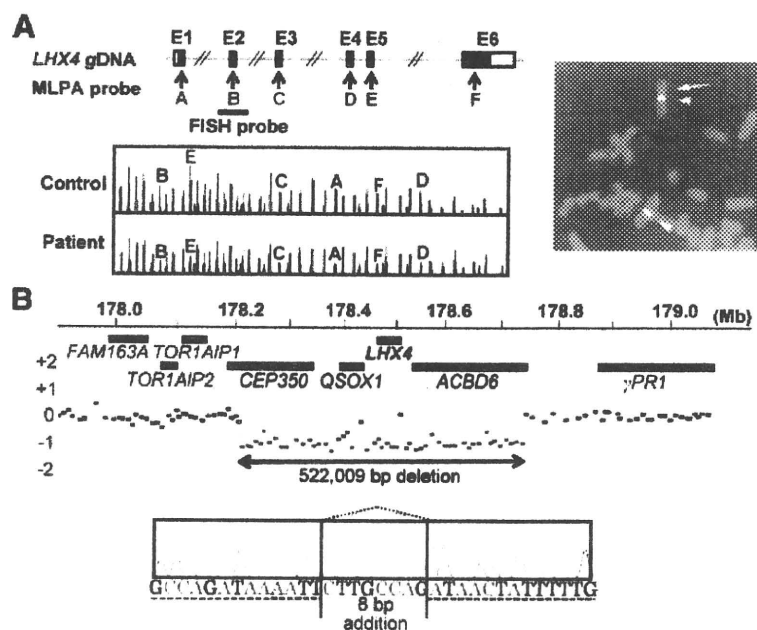 A
E1 E2 E3 E4 E5 E6
LHX4 gDNA
MLPA probe
A B C D E F
FISH probe
Control
B E C A F D
Patient
B E C A F D
B
178.0 178.2 178.4 178.6 178.8 179.0 (Mb)
FAM163A TOR1AIP1 LHX4
TOR1AIP2 CEP350 QSOX1 ACBD6 γPR1
+2
+1
0
-1
-2
522,009 bp deletion
GCCAGATAAAATTCTTGCCAGATAACTATTTTTG
8 bp
addition